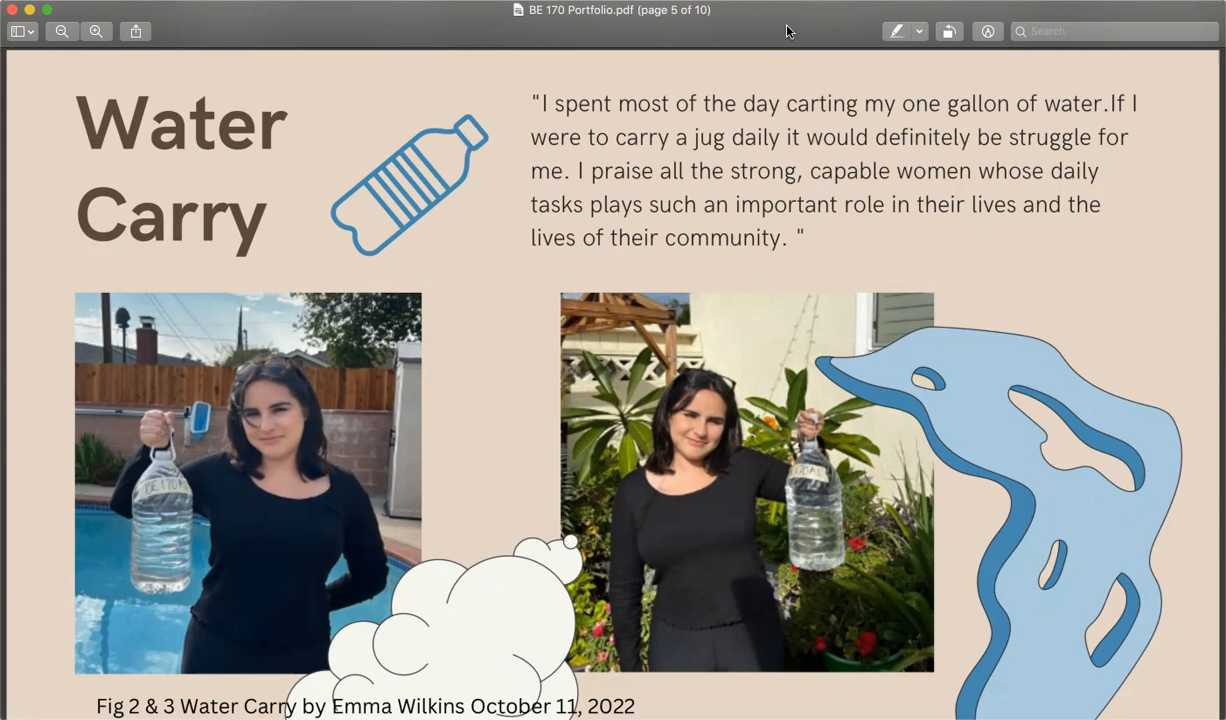 BE 170 Portfolio.pdf (page 5 of 10)
Search
Water
Carry
"I spent most of the day carting my one gallon of water.If I
were to carry a jug daily it would definitely be struggle for
me. I praise all the strong, capable women whose daily
tasks plays such an important role in their lives and the
lives of their community. "
BE 170A
170A
Fig 2 & 3 Water Carry by Emma Wilkins October 11, 2022